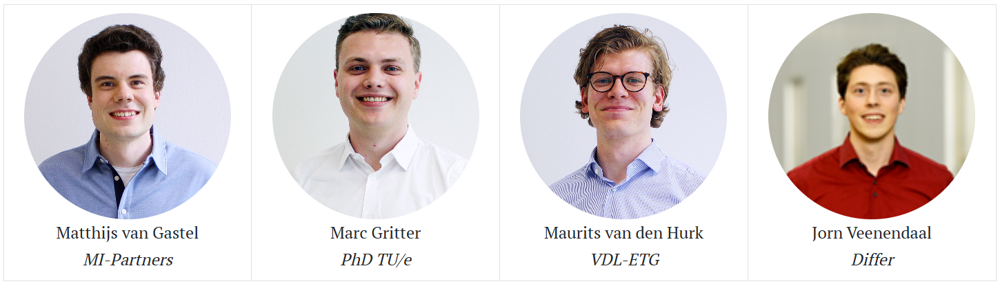 Matthijs van Gastel
MI-Partners
Marc Gritter
PhD TU/e
Maurits van den Hurk
VDL-ETG
Jorn Veenendaal
Differ